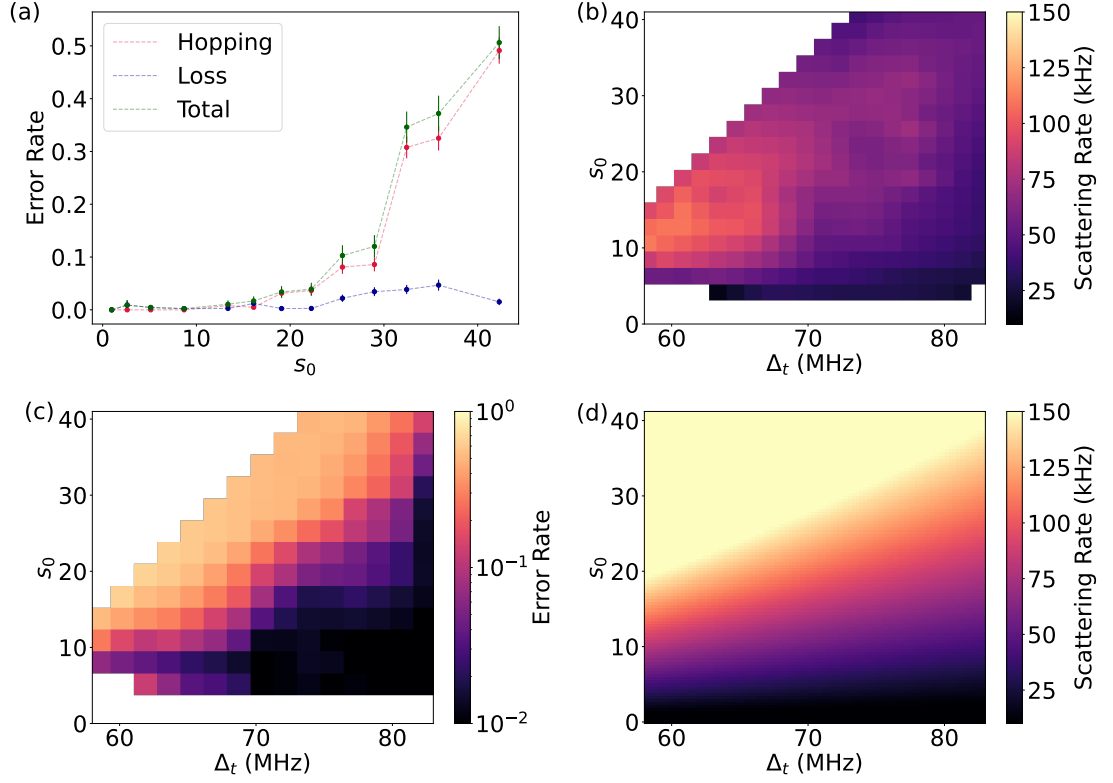 (a)
Hopping
Loss
Total
0.5
0.4
0.3
0.2
0.1
0.0
Error Rate
0 10 20 30 40
s₀
(b)
40
30
20
10
0
s₀
60 70 80
Δₜ (MHz)
150
125
100
75
50
25
Scattering Rate (kHz)
(c)
40
30
20
10
0
s₀
60 70 80
Δₜ (MHz)
10⁰
10⁻¹
10⁻²
Error Rate
(d)
40
30
20
10
0
s₀
60 70 80
Δₜ (MHz)
150
125
100
75
50
25
Scattering Rate (kHz)